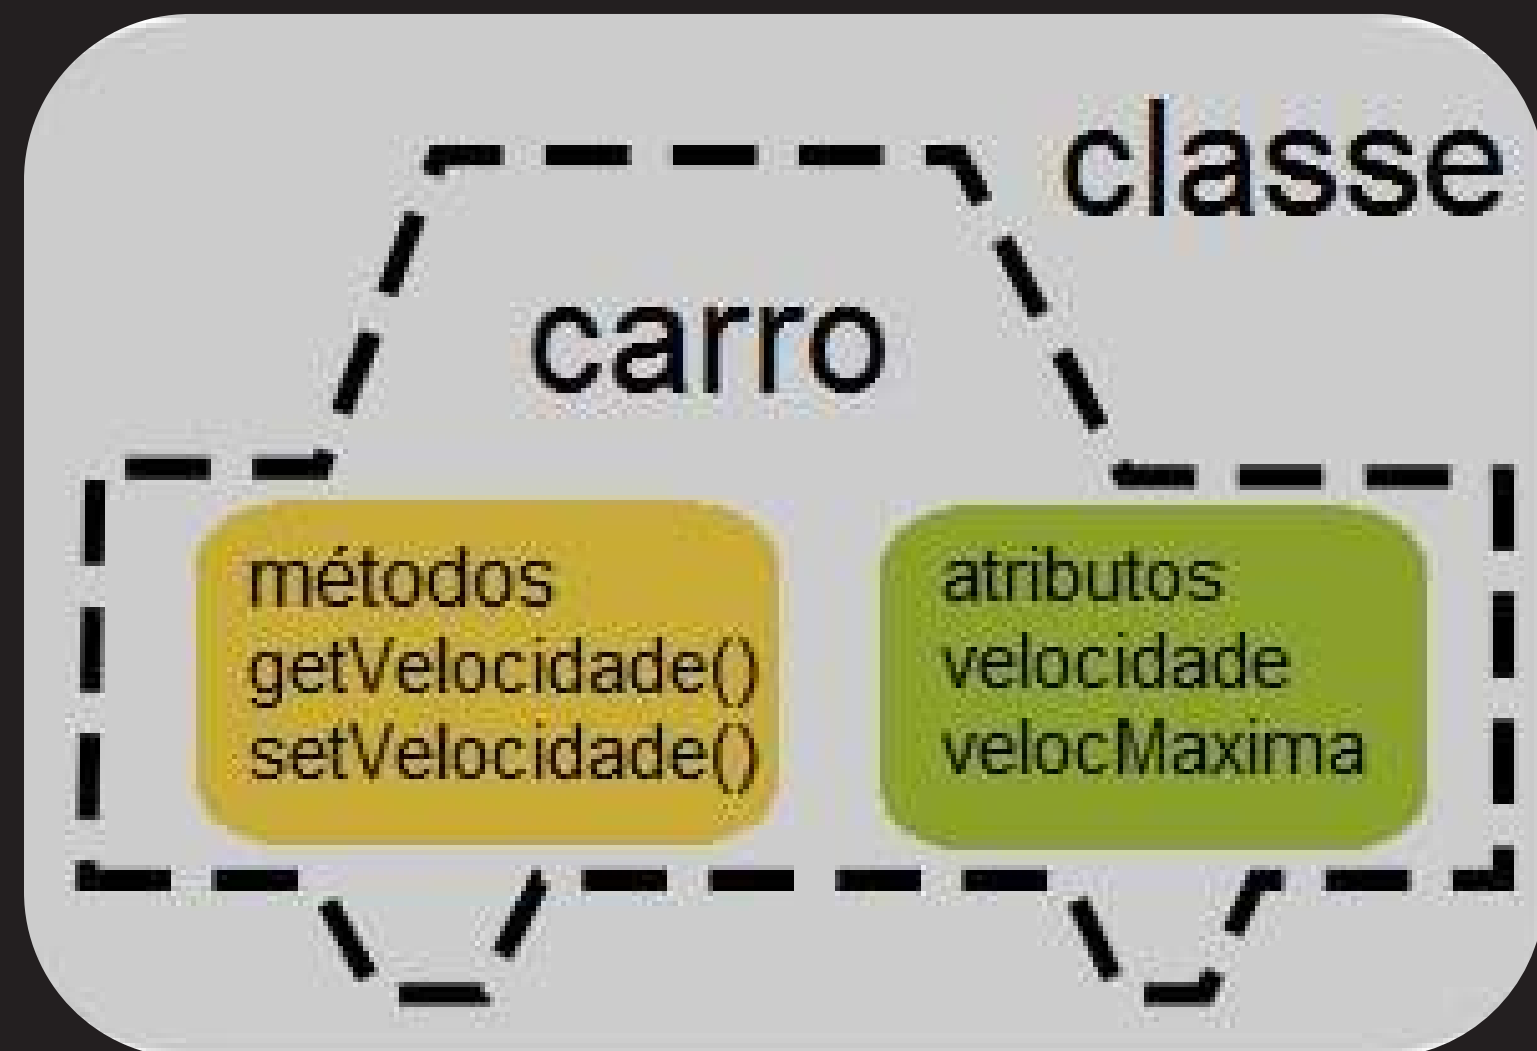 classe
carro
métodos
getVelocidade()
setVelocidade()
atributos
velocidade
velocMaxima